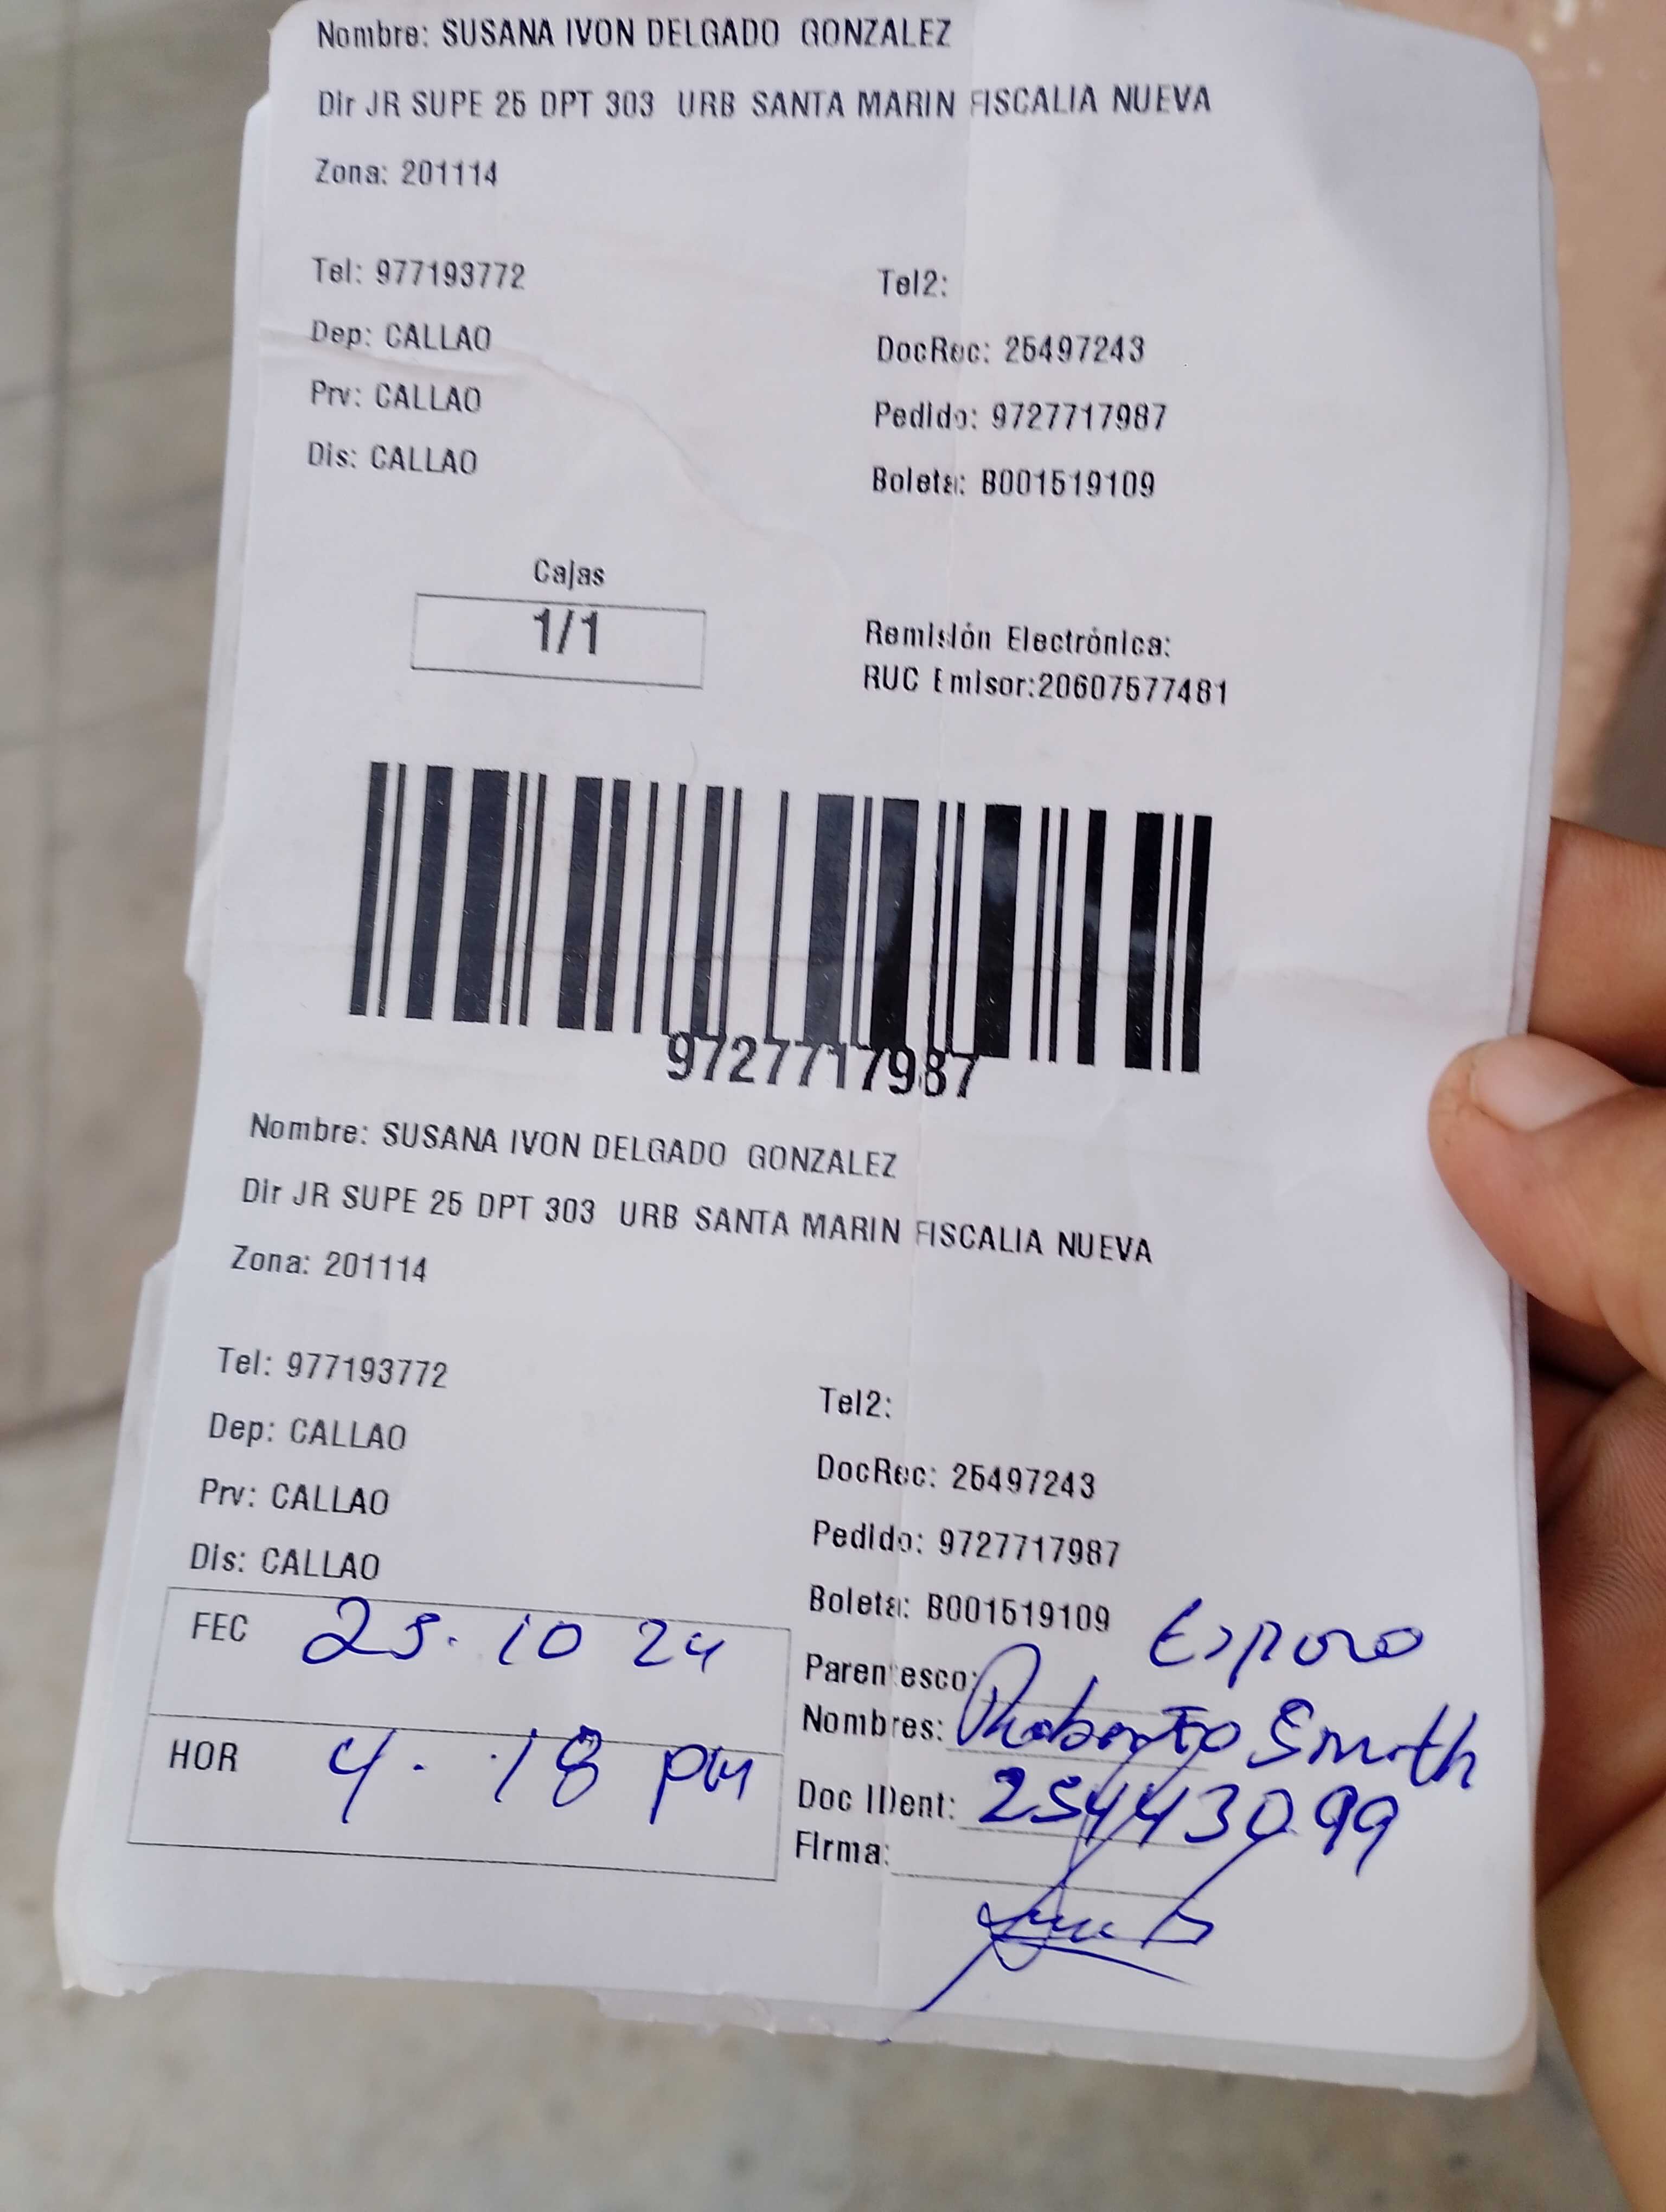 Nombre: SUSANA IVON DELGADO GONZALEZ
Dir JR SUPE 25 DPT 303 URB SANTA MARIN FISCALIA NUEVA
Zona: 201114
Tel: 977193772
Tel2:
Dep: CALLAO
DocRec: 25497243
Prv: CALLAO
Pedido: 9727717987
Dis: CALLAO
Boleta: B001519109
Cajas
1/1
Remisión Electrónica:
RUC Emisor:20607577481
9727717987
Nombre: SUSANA IVON DELGADO GONZALEZ
Dir JR SUPE 25 DPT 303 URB SANTA MARIN FISCALIA NUEVA
Zona: 201114
Tel: 977193772
Tel2:
Dep: CALLAO
DocRec: 25497243
Prv: CALLAO
Pedido: 9727717987
Dis: CALLAO
Boleta: B001519109
FEC 25. 10 24
Parentesco: Esposo
Nombres: Roberto Smith
HOR 4. 18 PM
Doc IDent: 25443099
Firma: